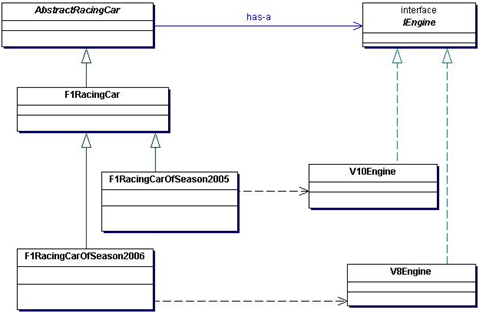 AbstractRacingCar
has-a
interface
IEngine
F1RacingCar
F1RacingCarOfSeason2005
V10Engine
F1RacingCarOfSeason2006
V8Engine